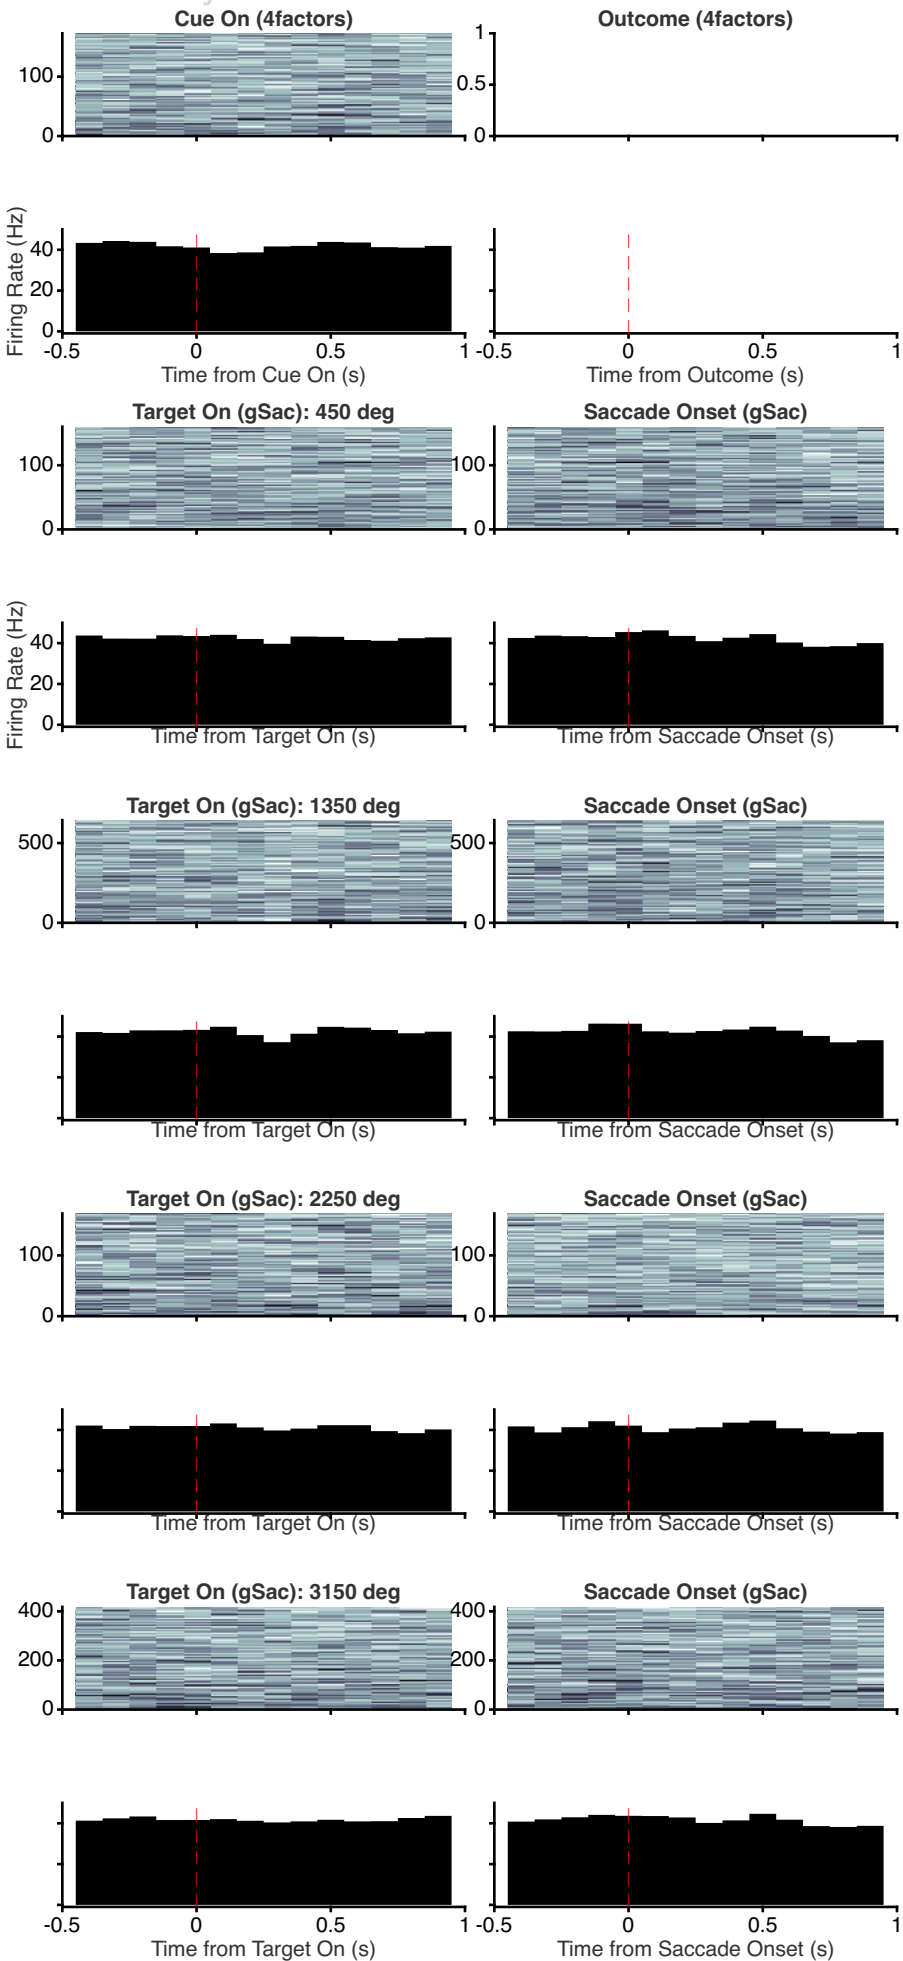 Cue On (4factors)
Outcome (4factors)
100
0
1
0.5
0
Firing Rate (Hz)
40
20
0
-0.5 0 0.5 1
Time from Cue On (s)
-0.5 0 0.5 1
Time from Outcome (s)
Target On (gSac): 450 deg
Saccade Onset (gSac)
100
0
100
0
Firing Rate (Hz)
40
20
0
Time from Target On (s)
Time from Saccade Onset (s)
Target On (gSac): 1350 deg
Saccade Onset (gSac)
500
0
500
0
Time from Target On (s)
Time from Saccade Onset (s)
Target On (gSac): 2250 deg
Saccade Onset (gSac)
100
0
100
0
Time from Target On (s)
Time from Saccade Onset (s)
Target On (gSac): 3150 deg
Saccade Onset (gSac)
400
200
0
400
200
0
-0.5 0 0.5 1
Time from Target On (s)
-0.5 0 0.5 1
Time from Saccade Onset (s)